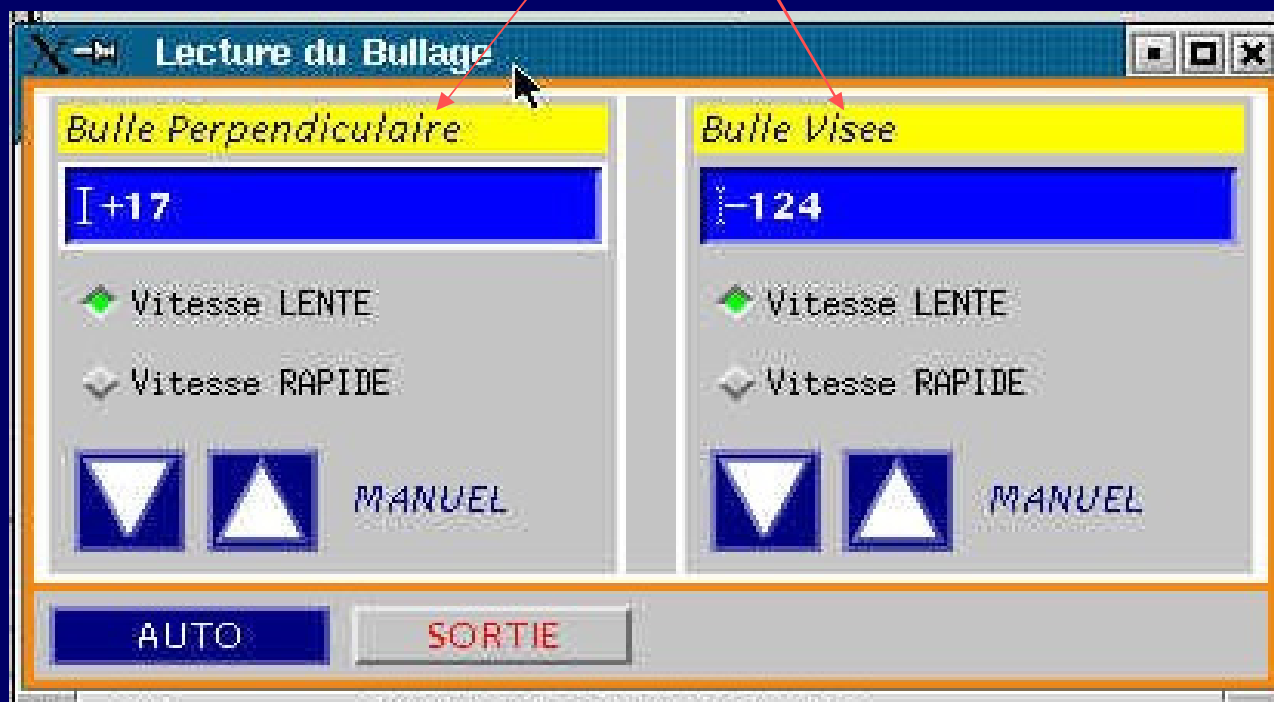 Lecture du Bullage
Bulle Perpendiculaire
+17
Vitesse LENTE
Vitesse RAPIDE
MANUEL
Bulle Visee
-124
Vitesse LENTE
Vitesse RAPIDE
MANUEL
AUTO
SORTIE